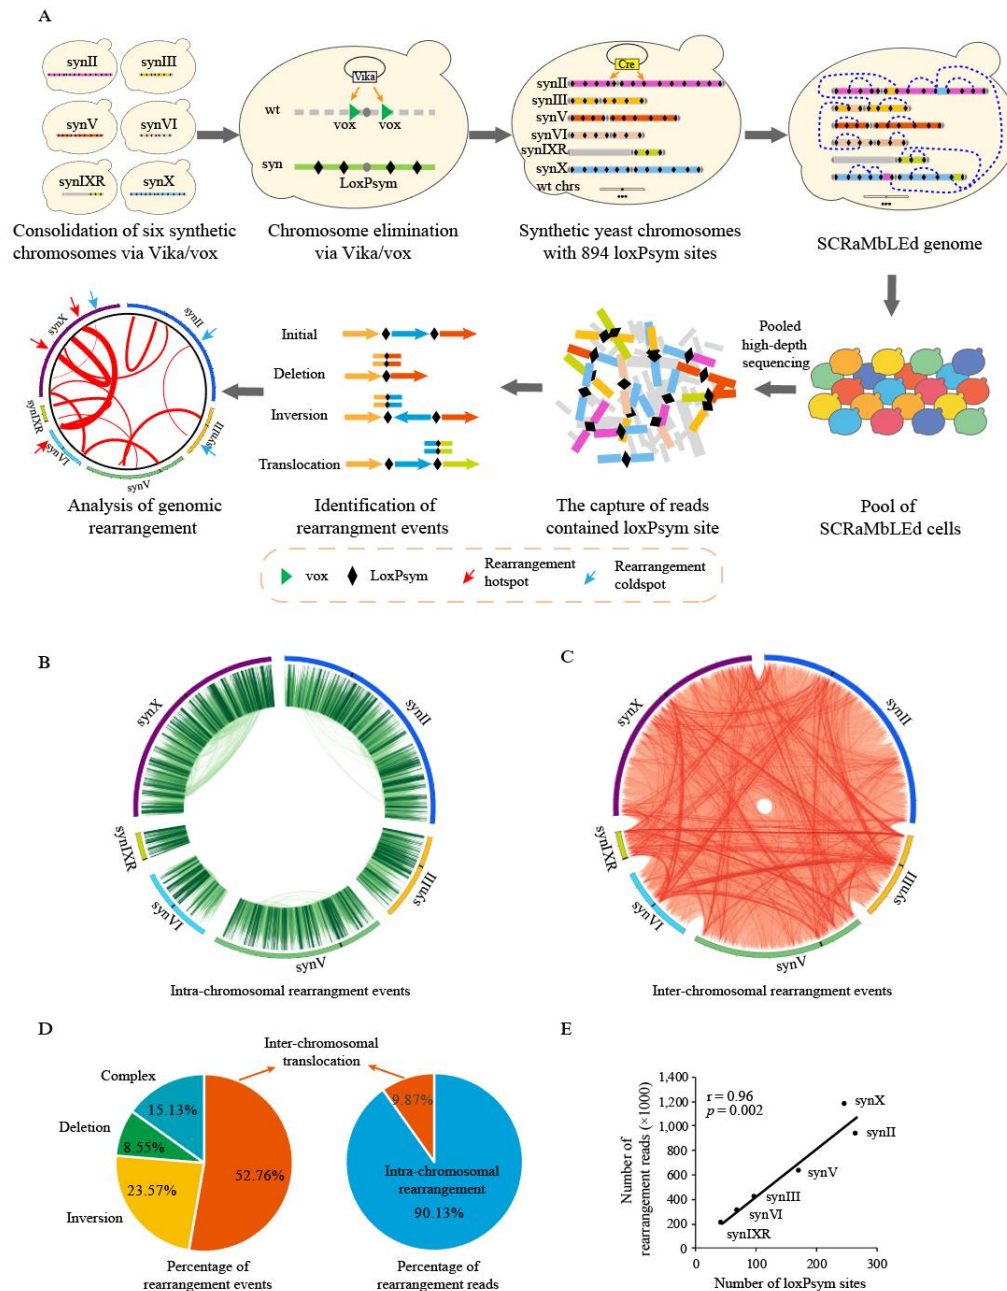 A
synII
synIII
synV
synVI
synIXR
synX
Consolidation of six synthetic
chromosomes via Vika/vox
Vika
wt
vox
vox
syn
LoxPsym
Chromosome elimination
via Vika/vox
Cre
synII
synIII
synV
synVI
synIXR
synX
wt chrs
Synthetic yeast chromosomes
with 894 loxPsym sites
SCRaMbLEd genome
Pooled
high-depth
sequencing
Pool of
SCRaMbLEd cells
The capture of reads
contained loxPsym site
Initial
Deletion
Inversion
Translocation
Identification of
rearrangment events
synX
synII
synIXR
synIII
synVI
synV
Analysis of genomic
rearrangement
vox
LoxPsym
Rearrangement
hotspot
Rearrangement
coldspot
B
synX
synII
synIXR
synIII
synVI
synV
Intra-chromosomal rearrangment events
C
synX
synII
synIXR
synIII
synVI
synV
Inter-chromosomal rearrangment events
D
Inter-chromosomal
translocation
Complex
15.13%
Deletion
8.55%
23.57%
Inversion
52.76%
Percentage of
rearrangement events
9.87%
Intra-chromosomal
rearrangement
90.13%
Percentage of
rearrangement reads
E
r = 0.96
p = 0.002
Number of
rearrangement reads (×1000)
1,400
1,200
1,000
800
600
400
200
0
synX
synII
synV
synIII
synVI
synIXR
0
100
200
300
Number of loxPsym sites